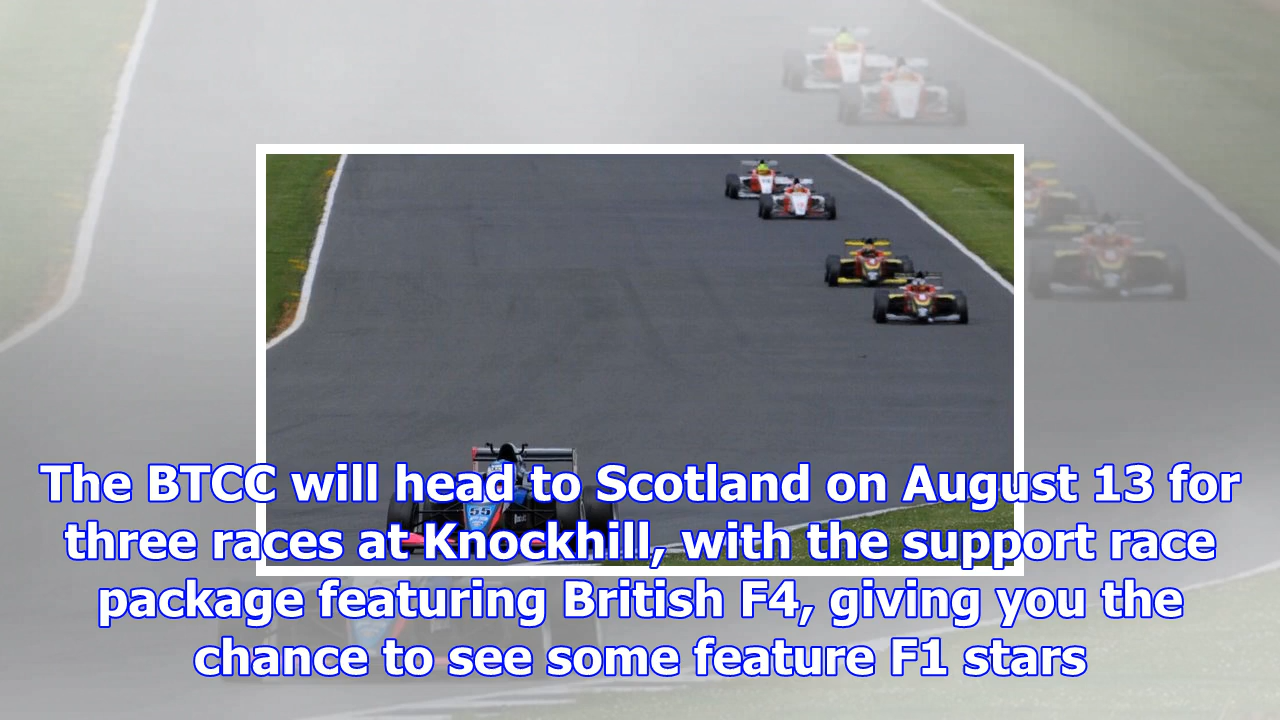 The BTCC will head to Scotland on August 13 for
three races at Knockhill, with the support race
package featuring British F4, giving you the
chance to see some feature F1 stars
55